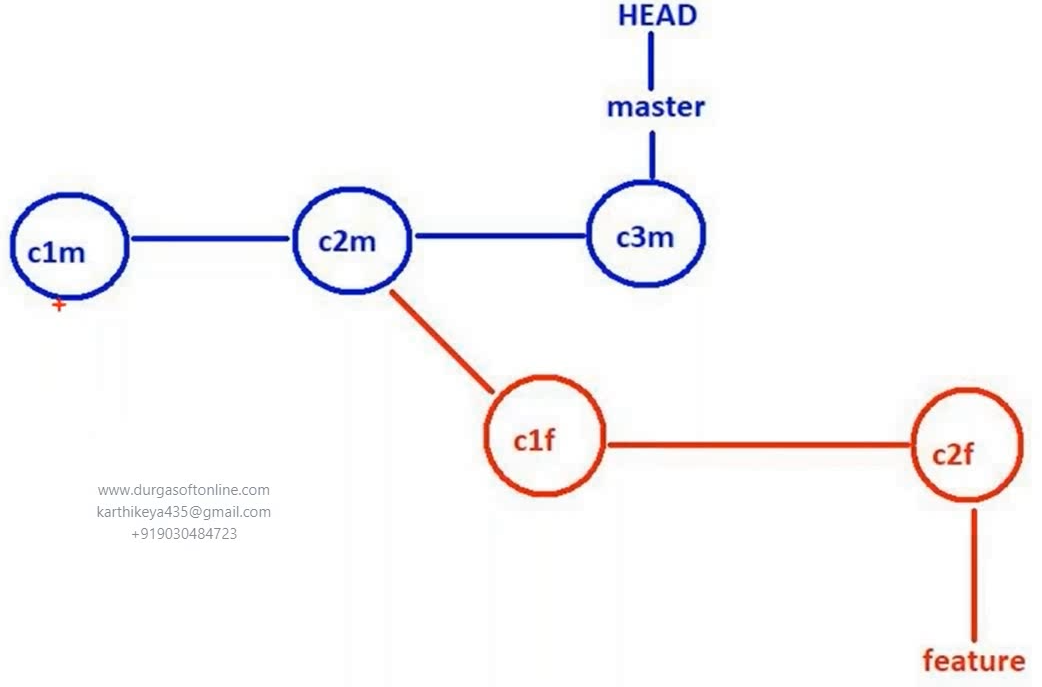 HEAD
master
c1m
c2m
c3m
c1f
c2f
www.durgasoftonline.com
karthikeya435@gmail.com
+919030484723
feature